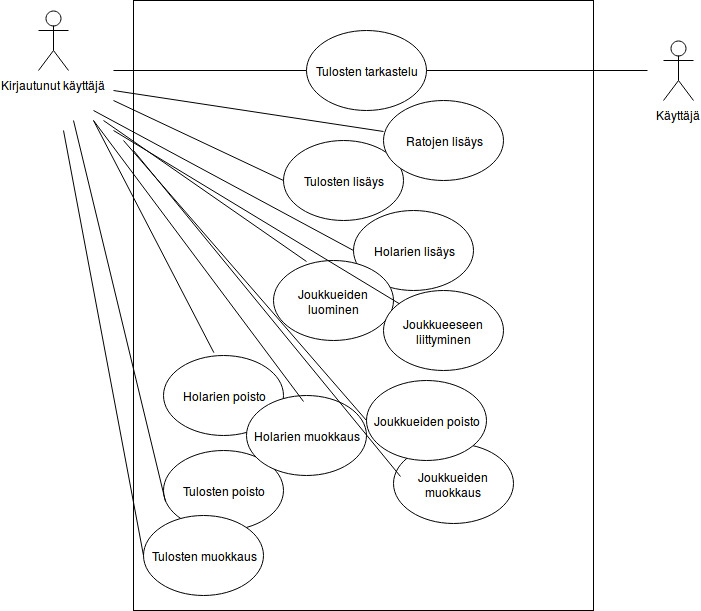 Kirjautunut käyttäjä
Käyttäjä
Tulosten tarkastelu
Ratojen lisäys
Tulosten lisäys
Holarien lisäys
Joukkueiden
luominen
Joukkueeseen
liittyminen
Holarien poisto
Holarien muokkaus
Joukkueiden poisto
Joukkueiden
muokkaus
Tulosten poisto
Tulosten muokkaus